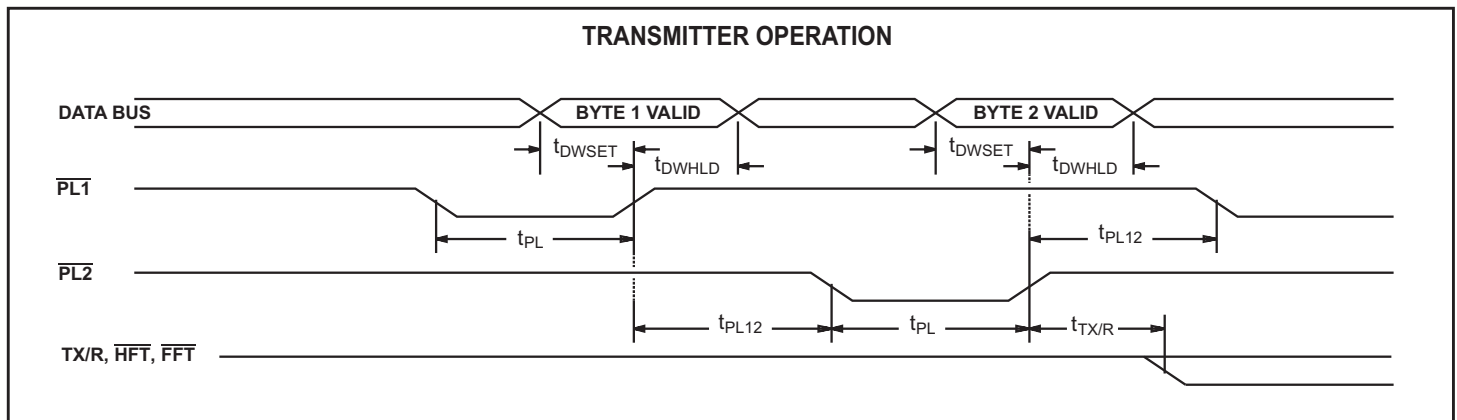 TRANSMITTER OPERATION
DATA BUS
BYTE 1 VALID
BYTE 2 VALID
tDWSET
tDWHLD
tDWSET
tDWHLD
PL1
tPL
tPL12
PL2
tPL12
tPL
tTX/R
TX/R, HFT, FFT